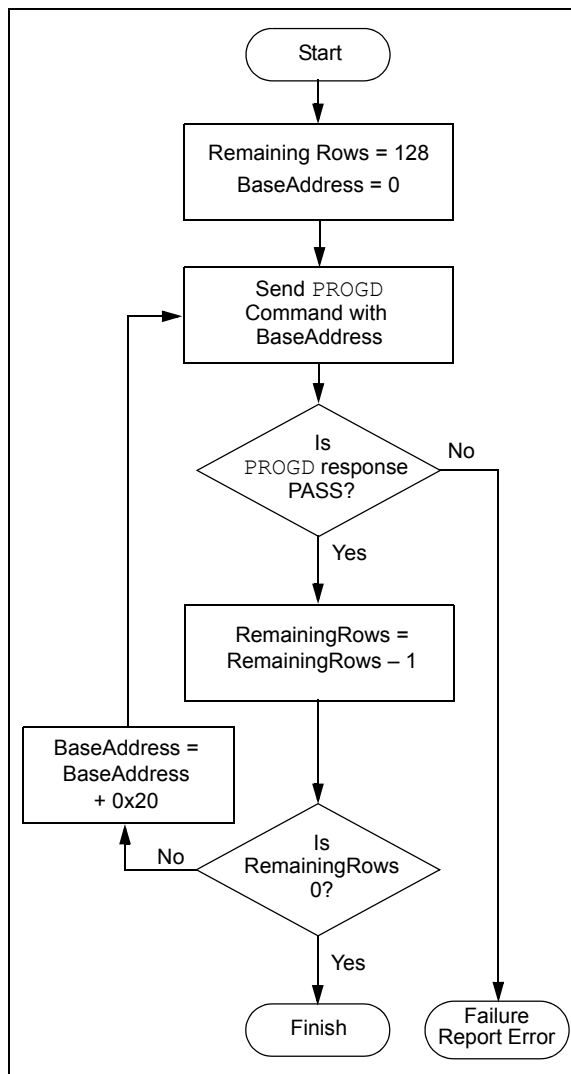 Start
Remaining Rows = 128
BaseAddress = 0
Send PROGD
Command with
BaseAddress
Is
PROGD response
PASS?
No
Yes
RemainingRows =
RemainingRows – 1
BaseAddress =
BaseAddress
+ 0x20
Is
RemainingRows
0?
No
Yes
Finish
Failure
Report Error